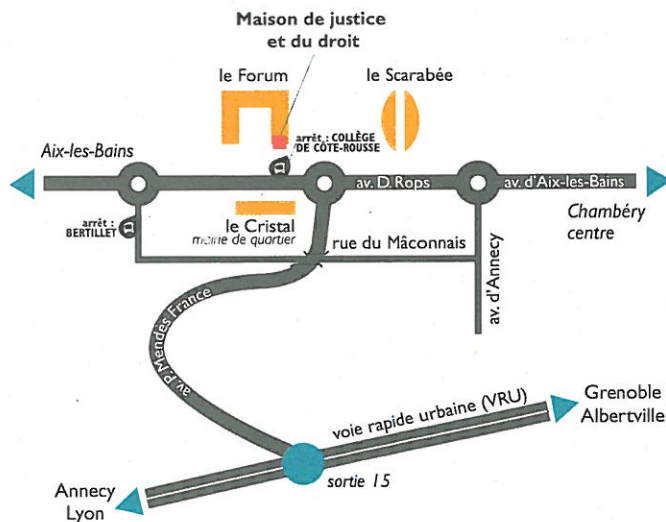 Maison de justice
et du droit
le Forum
le Scarabée
arrêt : COLLÈGE
DE CÔTE-ROUSSE
Aix-les-Bains
av. D. Rops
av. d'Aix-les-Bains
Chambéry
centre
arrêt :
BERTILLET
le Cristal
mairie de quartier
rue du Mâconnais
av. d'Annecy
av. P. Mendès France
voie rapide urbaine (VRU)
Grenoble
Albertville
sortie 15
Annecy
Lyon